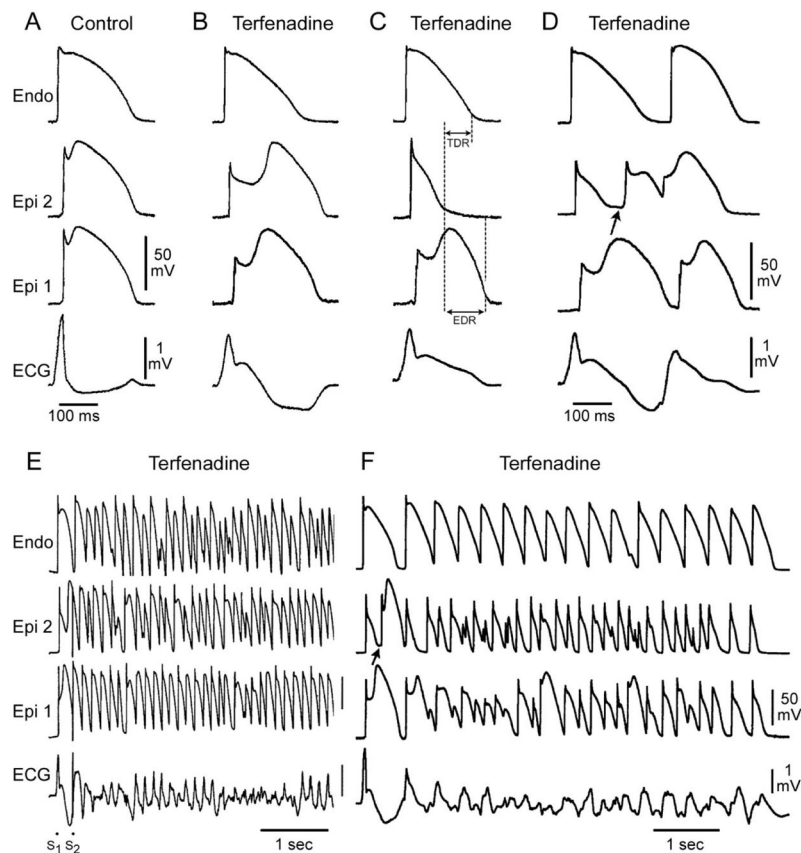 A Control
B Terfenadine
C Terfenadine
D Terfenadine
Endo
TDR
Epi 2
50
mV
Epi 1
50
mV
EDR
ECG
1
mV
1
mV
100 ms
100 ms
E Terfenadine
F Terfenadine
Endo
Epi 2
Epi 1
50
mV
ECG
1
mV
S1 S2
1 sec
1 sec